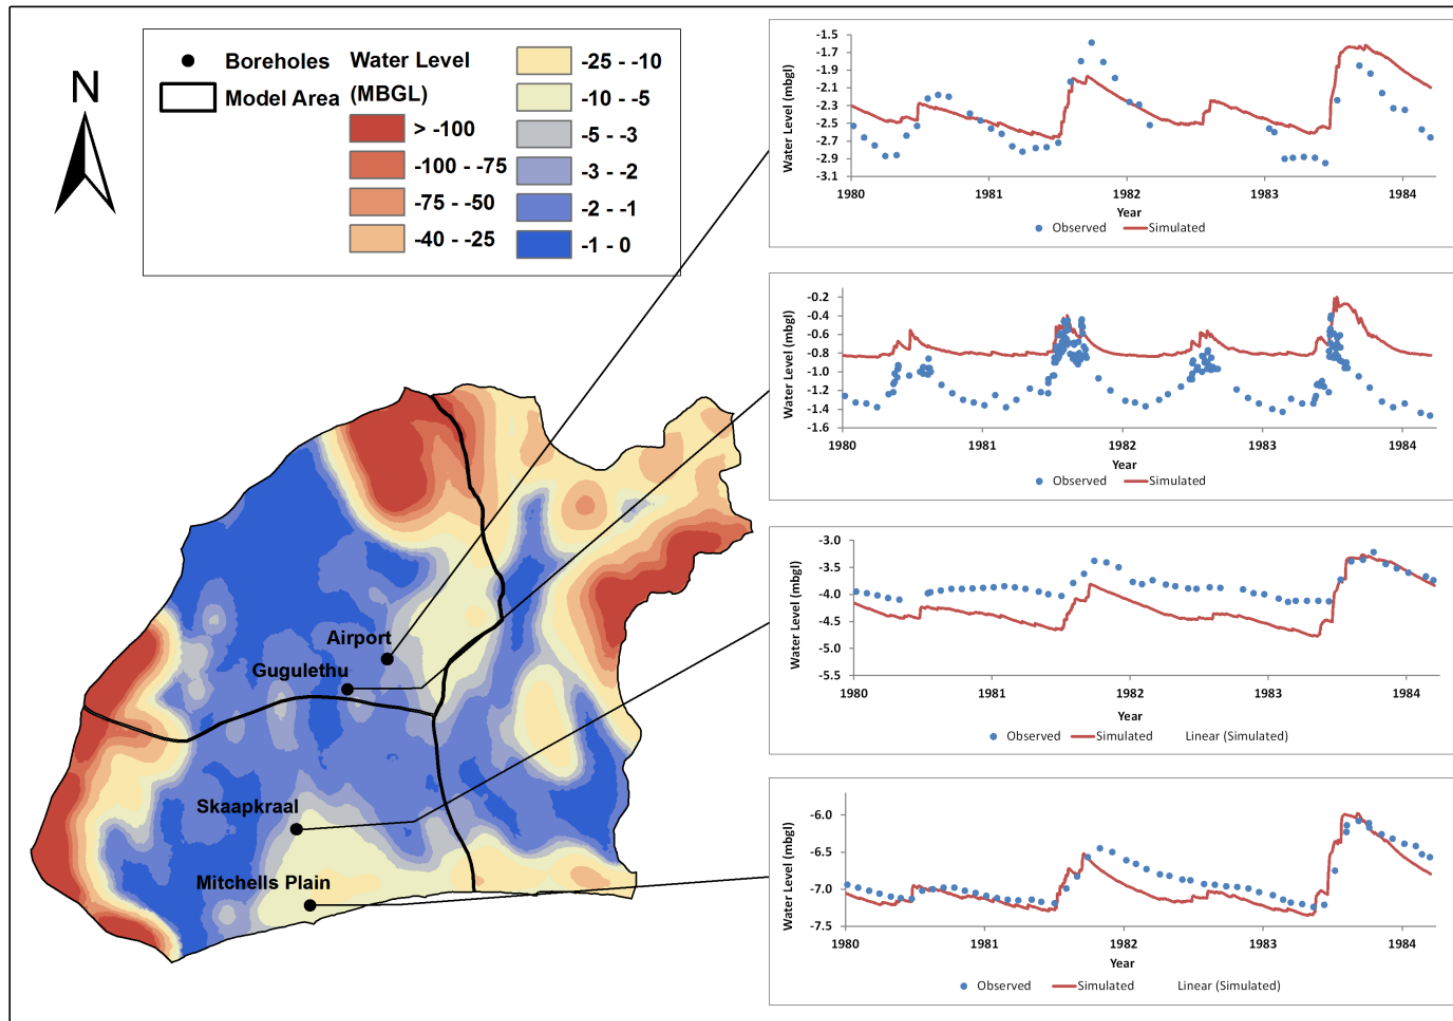 N
Boreholes
Model Area
Water Level
(MBGL)
> -100
-100 - -75
-75 - -50
-40 - -25
-25 - -10
-10 - -5
-5 - -3
-3 - -2
-2 - -1
-1 - 0
Airport
Gugulethu
Skaapkraal
Mitchells Plain
Water Level (mbgl)
-1.5
-1.7
-1.9
-2.1
-2.3
-2.5
-2.7
-2.9
-3.1
1980 1981 1982 1983 1984
Year
Observed Simulated
Water Level (mbgl)
-0.2
-0.4
-0.6
-0.8
-1.0
-1.2
-1.4
-1.6
1980 1981 1982 1983 1984
Year
Observed Simulated
Water Level (mbgl)
-3.0
-3.5
-4.0
-4.5
-5.0
-5.5
1980 1981 1982 1983 1984
Year
Observed Simulated Linear (Simulated)
Water Level (mbgl)
-6.0
-6.5
-7.0
-7.5
1980 1981 1982 1983 1984
Year
Observed Simulated Linear (Simulated)